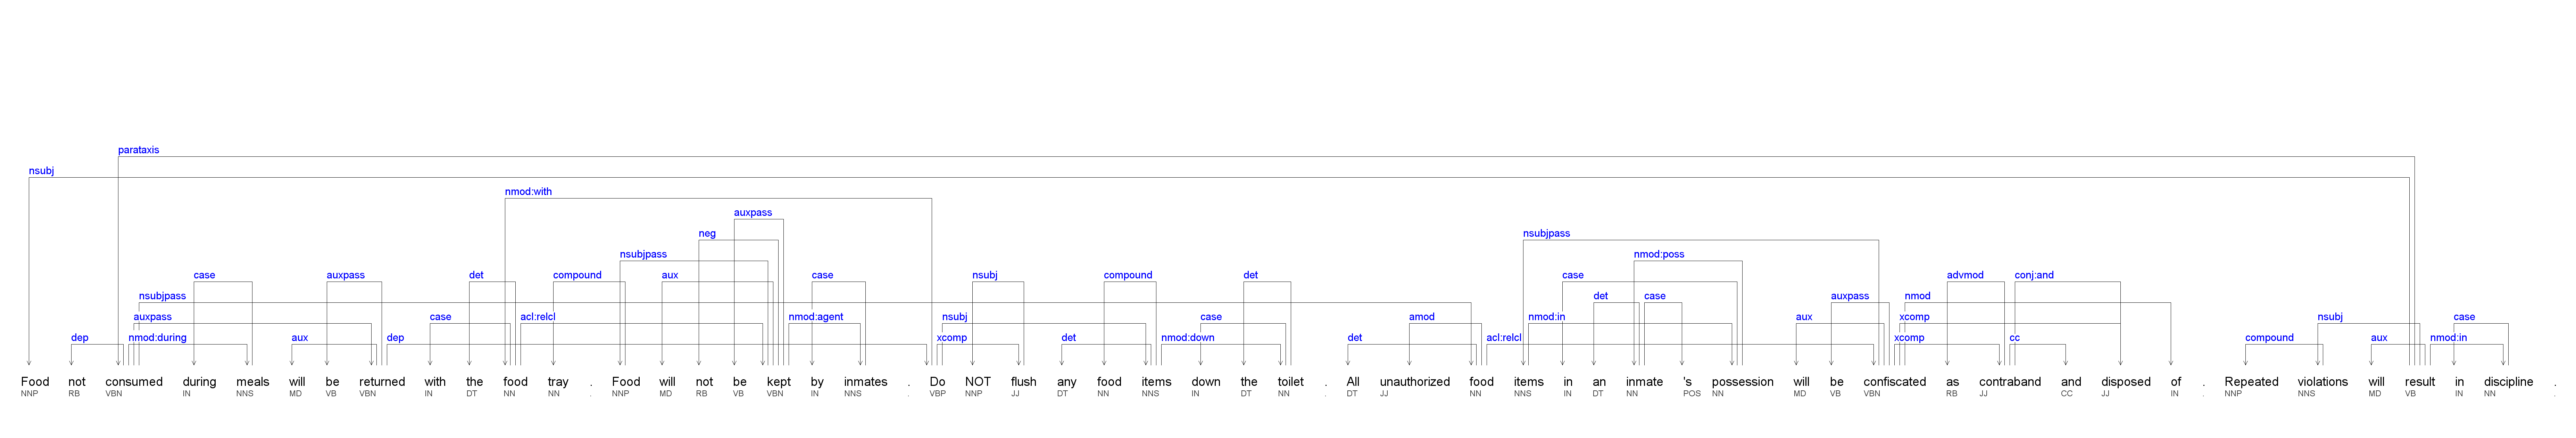 parataxis
nsubj
nmod:with
auxpass
neg nsubjpass
nsubjpass nmod:poss
case auxpass det compound aux case nsubj compound det case advmod conj:and
nsubjpass det case auxpass nmod
auxpass case acl:relcl nmod:agent nsubj case amod nmod:in aux xcomp nsubj case
dep nmod:during aux dep xcomp det nmod:down det acl:relcl xcomp cc compound aux nmod:in
Food not consumed during meals will be returned with the food tray . Food will not be kept by inmates . Do NOT flush any food items down the toilet . All unauthorized food items in an inmate 's possession will be confiscated as contraband and disposed of . Repeated violations will result in discipline .
NNP RB VBN IN NNS MD VB VBN IN DT NN NN . NNP MD RB VB VBN IN NNS . VBP NNP JJ DT NN NNS IN DT NN . DT JJ NN NNS IN DT NN POS NN MD VB VBN RB JJ CC JJ IN . NNP NNS MD VB IN NN .